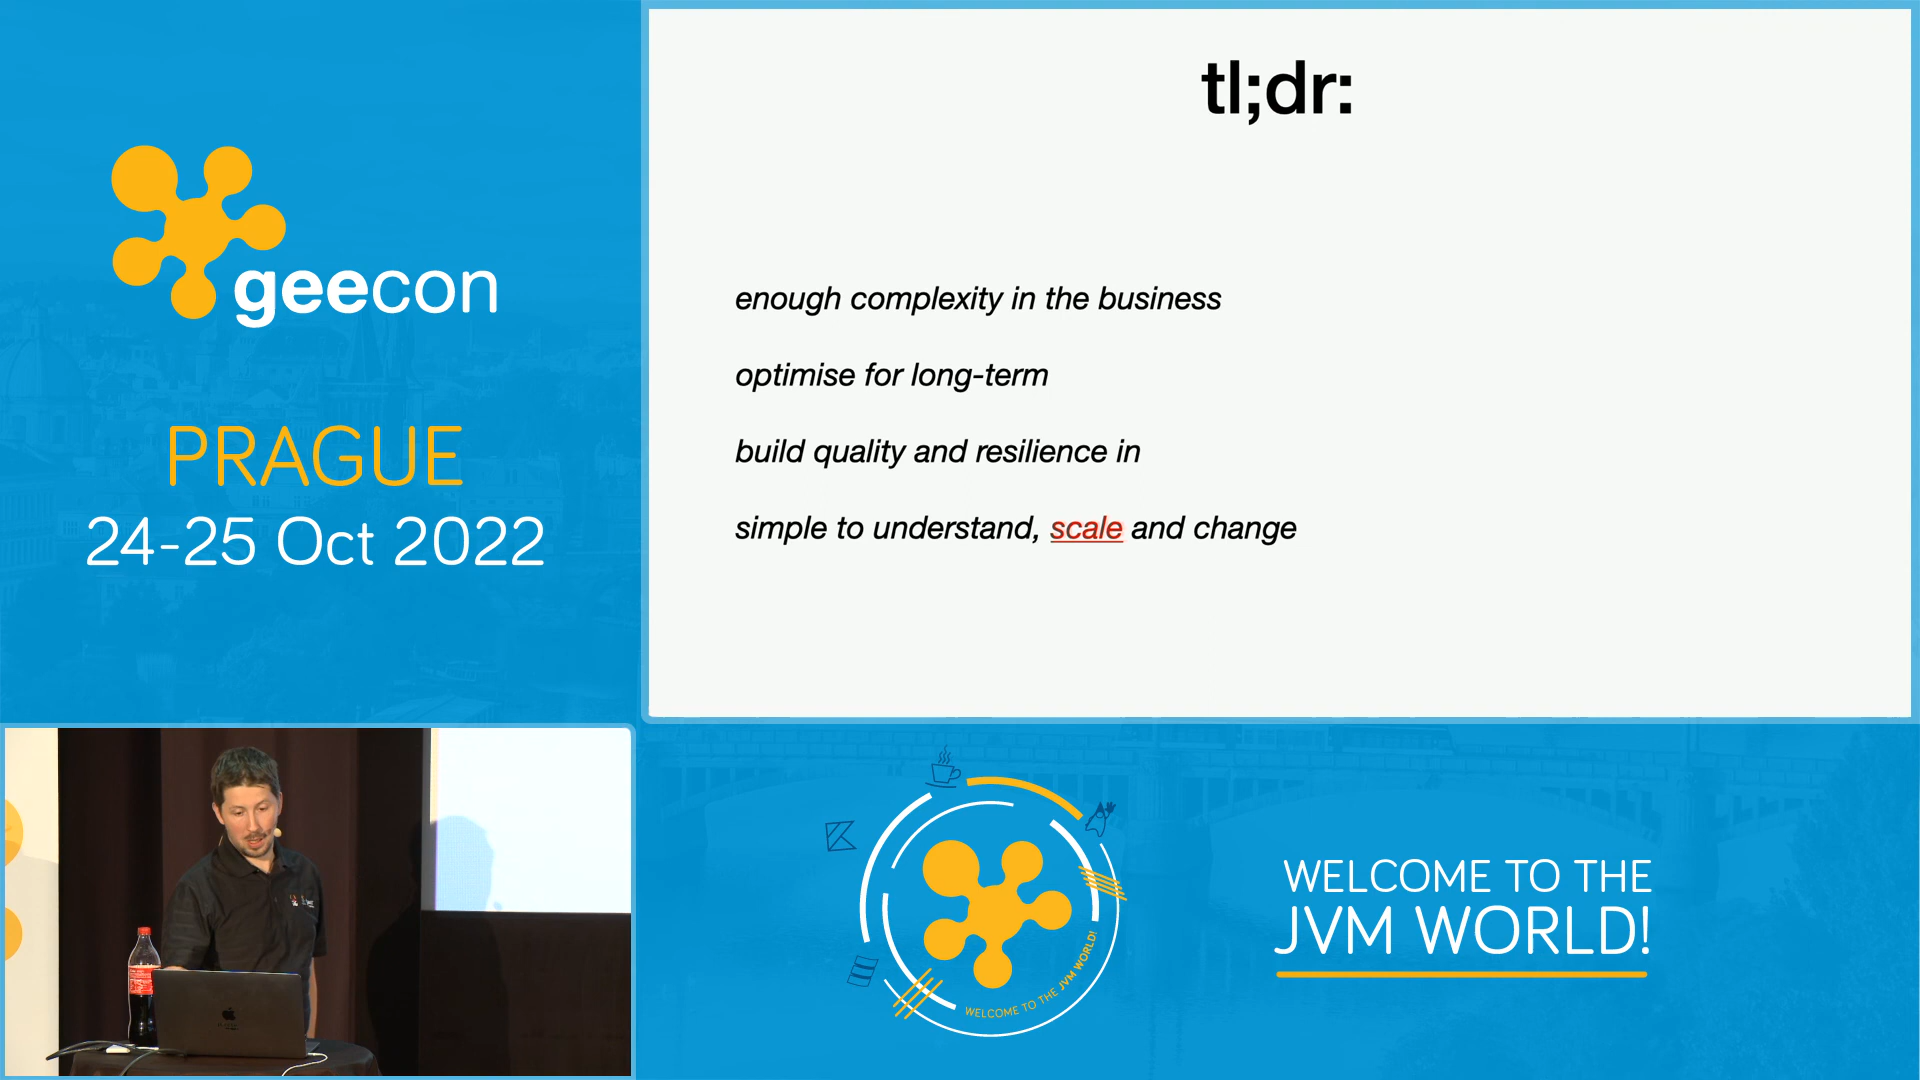 tl;dr:
enough complexity in the business
optimise for long-term
build quality and resilience in
simple to understand, scale and change
geecon
PRAGUE
24-25 Oct 2022
WELCOME TO THE JVM WORLD!
WELCOME TO THE
JVM WORLD!